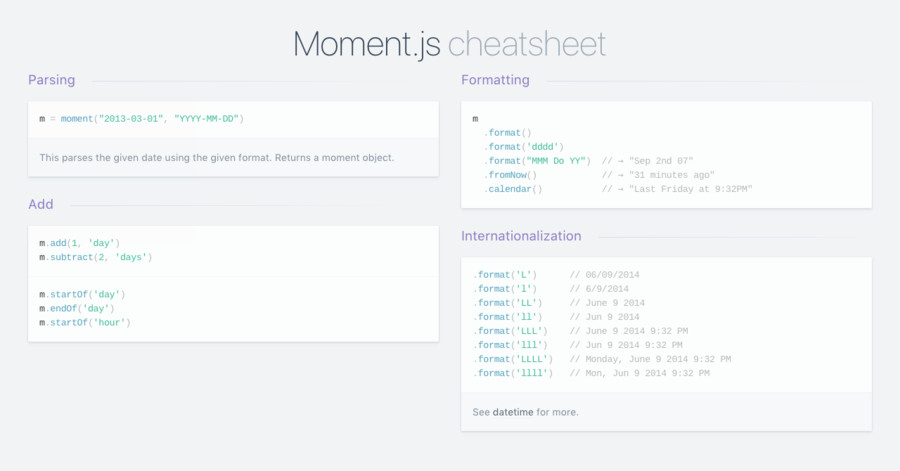 Moment.js cheatsheet
Parsing
m = moment("2013-03-01", "YYYY-MM-DD")
This parses the given date using the given format. Returns a moment object.
Add
m.add(1, 'day')
m.subtract(2, 'days')
m.startOf('day')
m.endOf('day')
m.startOf('hour')
Formatting
m
.format()
.format('dddd')
.format("MMM Do YY") // → "Sep 2nd 07"
.fromNow() // → "31 minutes ago"
.calendar() // → "Last Friday at 9:32PM"
Internationalization
.format('L') // 06/09/2014
.format('l') // 6/9/2014
.format('LL') // June 9 2014
.format('ll') // Jun 9 2014
.format('LLL') // June 9 2014 9:32 PM
.format('lll') // Jun 9 2014 9:32 PM
.format('LLLL') // Monday, June 9 2014 9:32 PM
.format('llll') // Mon, Jun 9 2014 9:32 PM
See datetime for more.